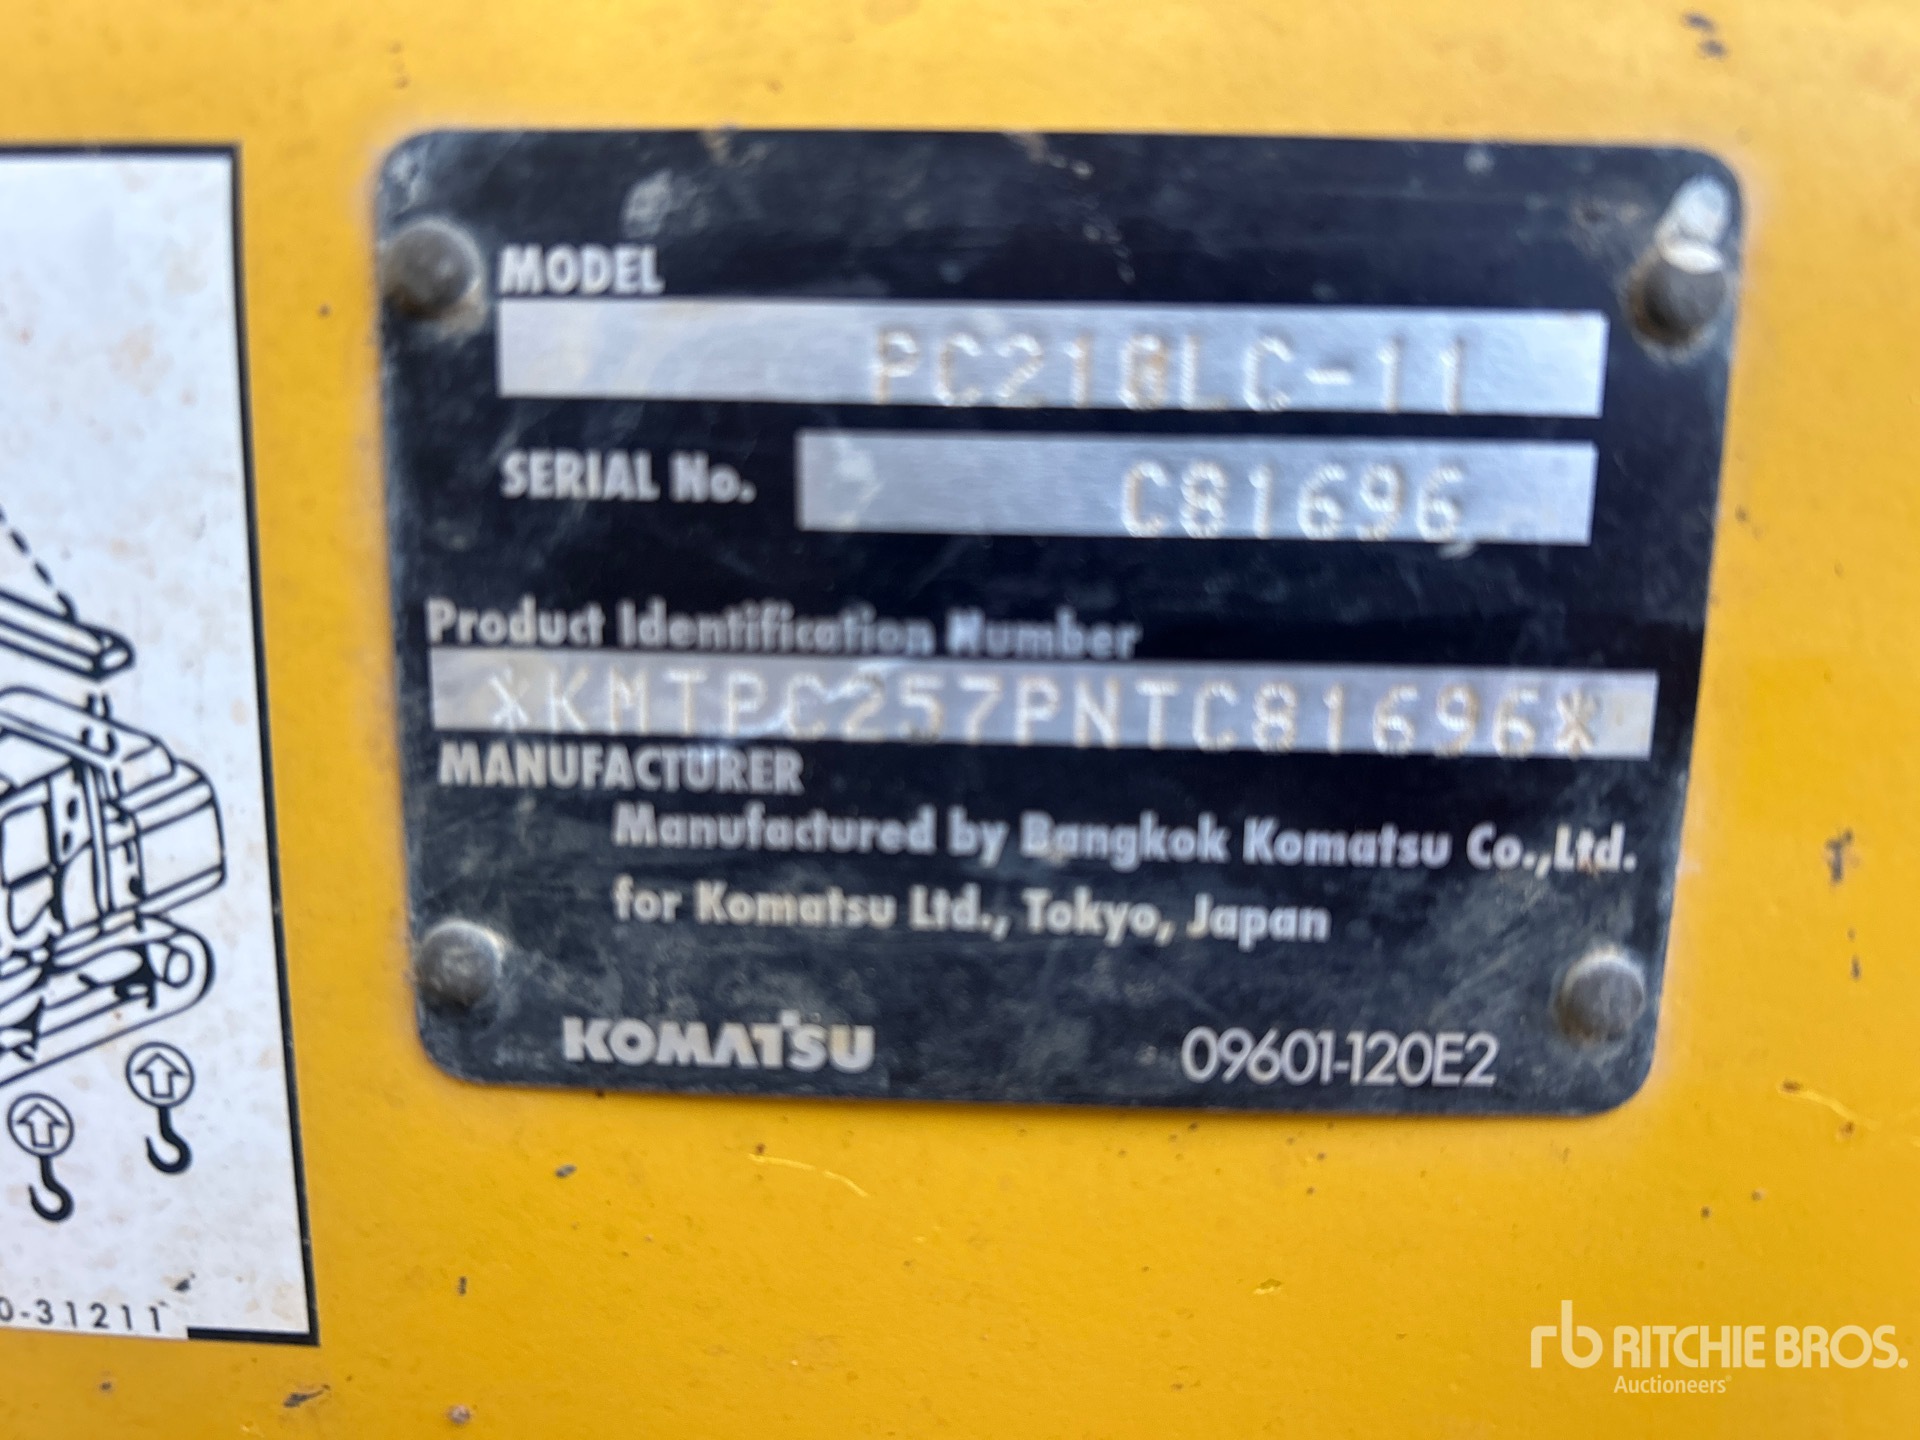 MODEL
PC210LC-11
SERIAL No.
C81696
Product Identification Number
*KMTPC257PNTC81696*
MANUFACTURER
Manufactured by Bangkok Komatsu Co.,Ltd.
for Komatsu Ltd., Tokyo, Japan
KOMATSU
09601-120E2
0-31211
rb RITCHIE BROS.
Auctioneers